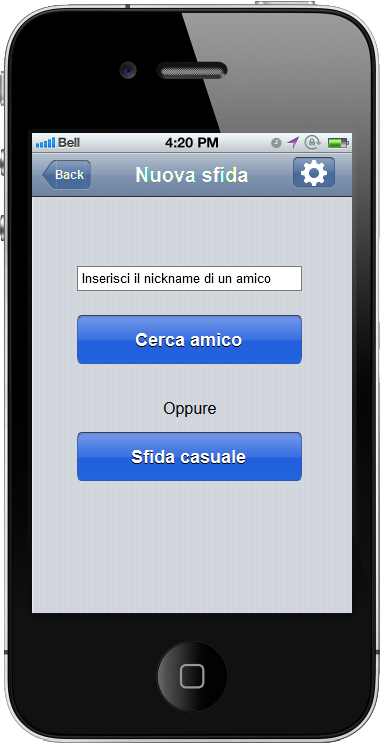 Bell 4:20 PM
Back Nuova sfida
Inserisci il nickname di un amico
Cerca amico
Oppure
Sfida casuale